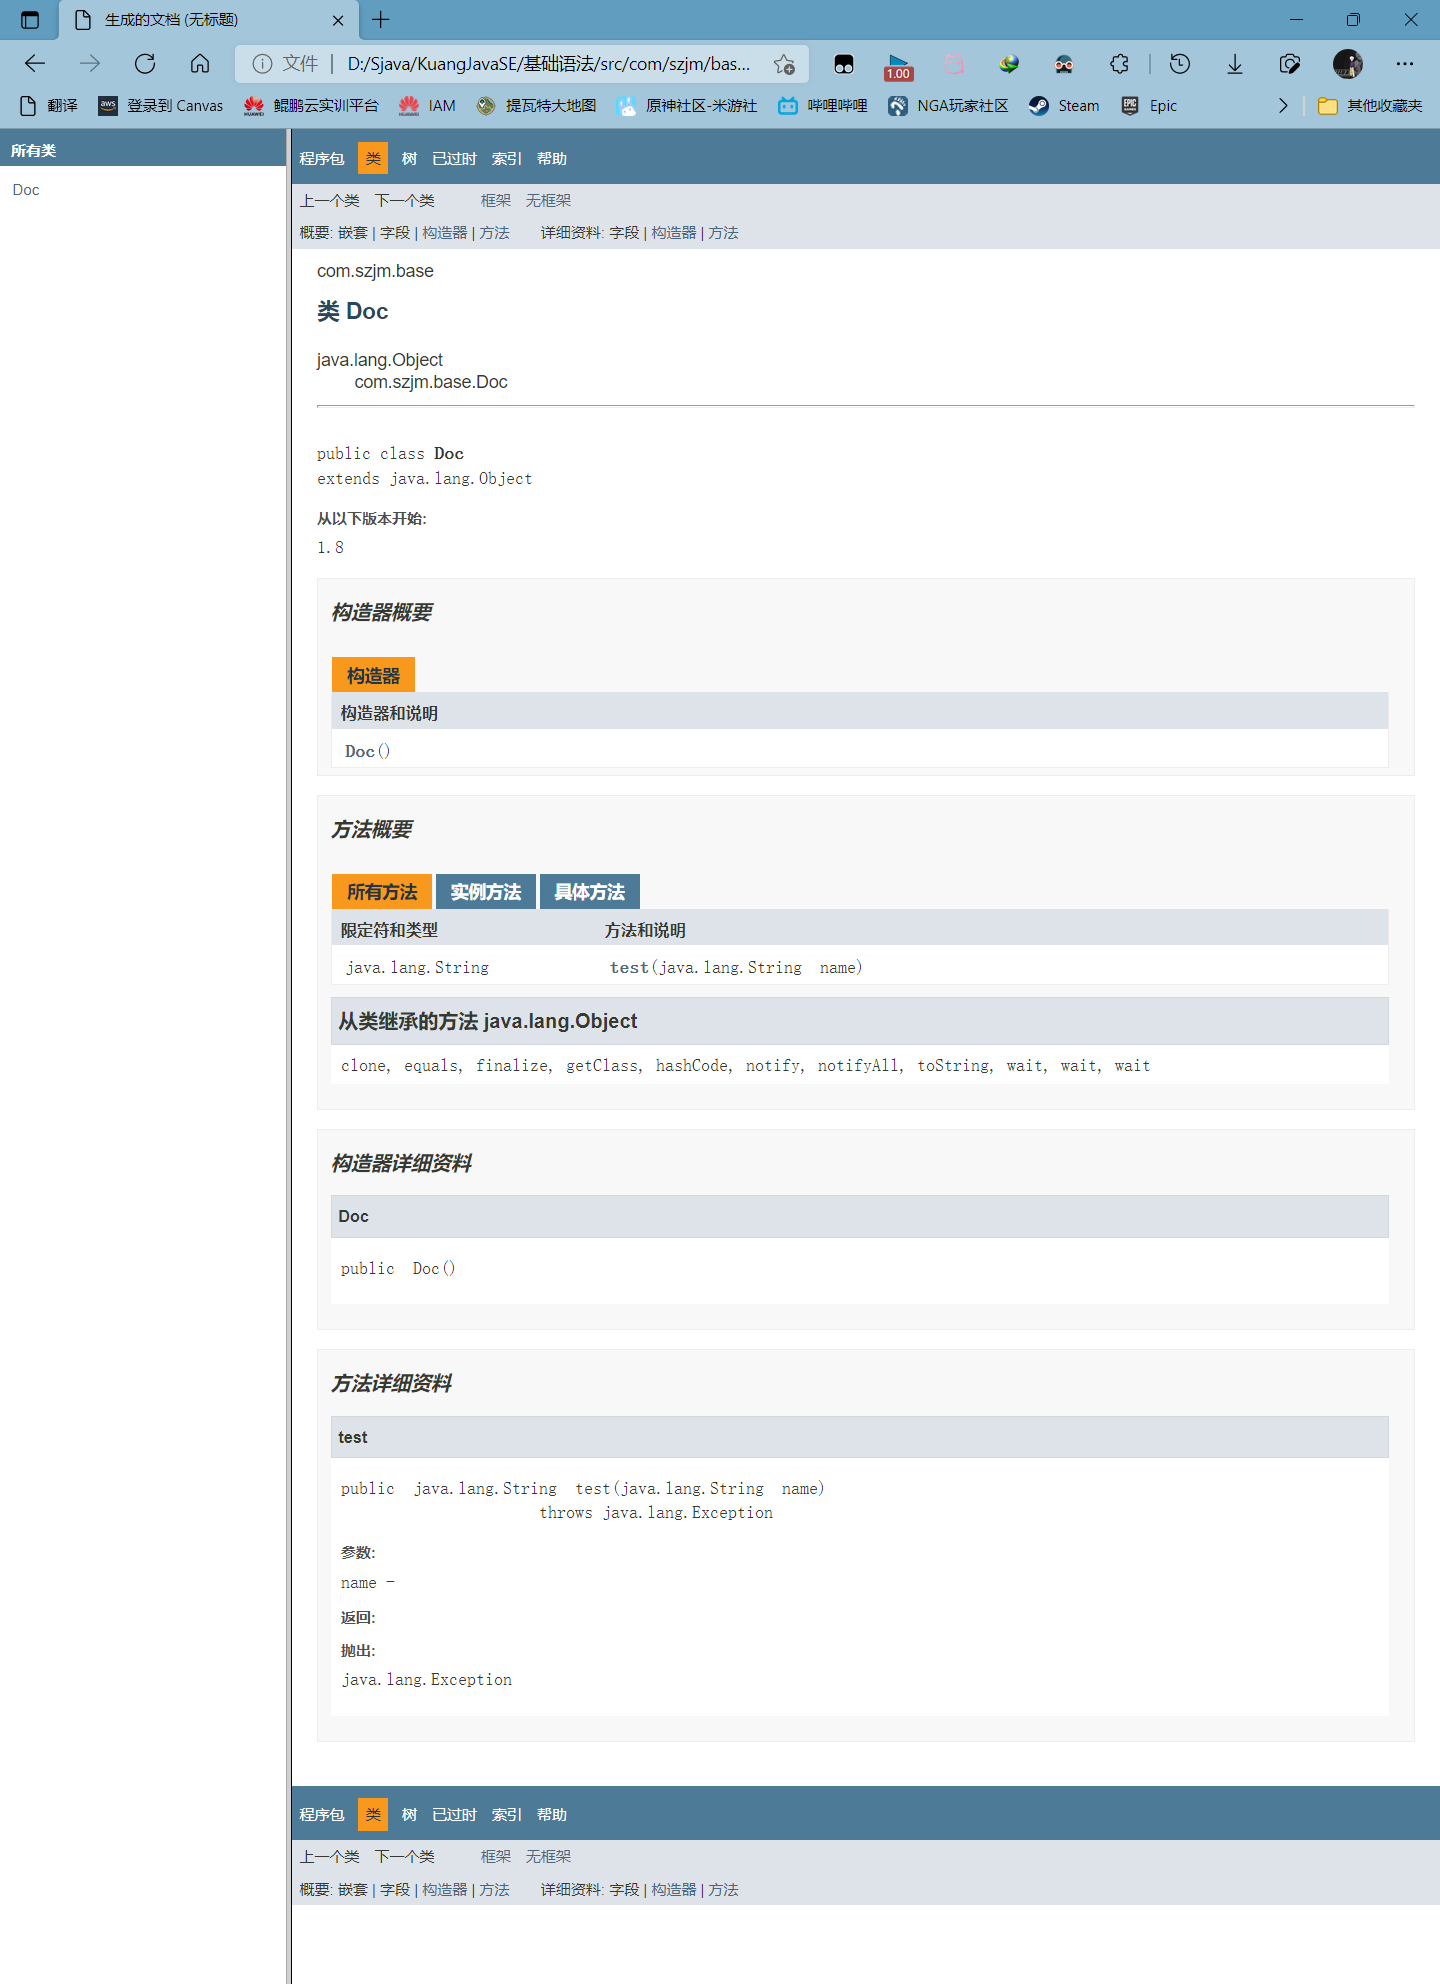 生成的文档 (无标题)
文件 D:/Sjava/KuangJavaSE/基础语法/src/com/szjm/bas...
1.00
翻译 登录到 Canvas 鲲鹏云实训平台 IAM 提瓦特大地图 原神社区-米游社 哔哩哔哩 NGA玩家社区 Steam Epic 其他收藏夹
所有类
Doc
程序包 类 树 已过时 索引 帮助
上一个类 下一个类 框架 无框架
概要: 嵌套 | 字段 | 构造器 | 方法 详细资料: 字段 | 构造器 | 方法
com.szjm.base
类 Doc
java.lang.Object
com.szjm.base.Doc
public class Doc
extends java.lang.Object
从以下版本开始:
1.8
构造器概要
构造器
构造器和说明
Doc()
方法概要
所有方法 实例方法 具体方法
限定符和类型 方法和说明
java.lang.String test(java.lang.String name)
从类继承的方法 java.lang.Object
clone, equals, finalize, getClass, hashCode, notify, notifyAll, toString, wait, wait, wait
构造器详细资料
Doc
public Doc()
方法详细资料
test
public java.lang.String test(java.lang.String name)
throws java.lang.Exception
参数:
name -
返回:
抛出:
java.lang.Exception
程序包 类 树 已过时 索引 帮助
上一个类 下一个类 框架 无框架
概要: 嵌套 | 字段 | 构造器 | 方法 详细资料: 字段 | 构造器 | 方法